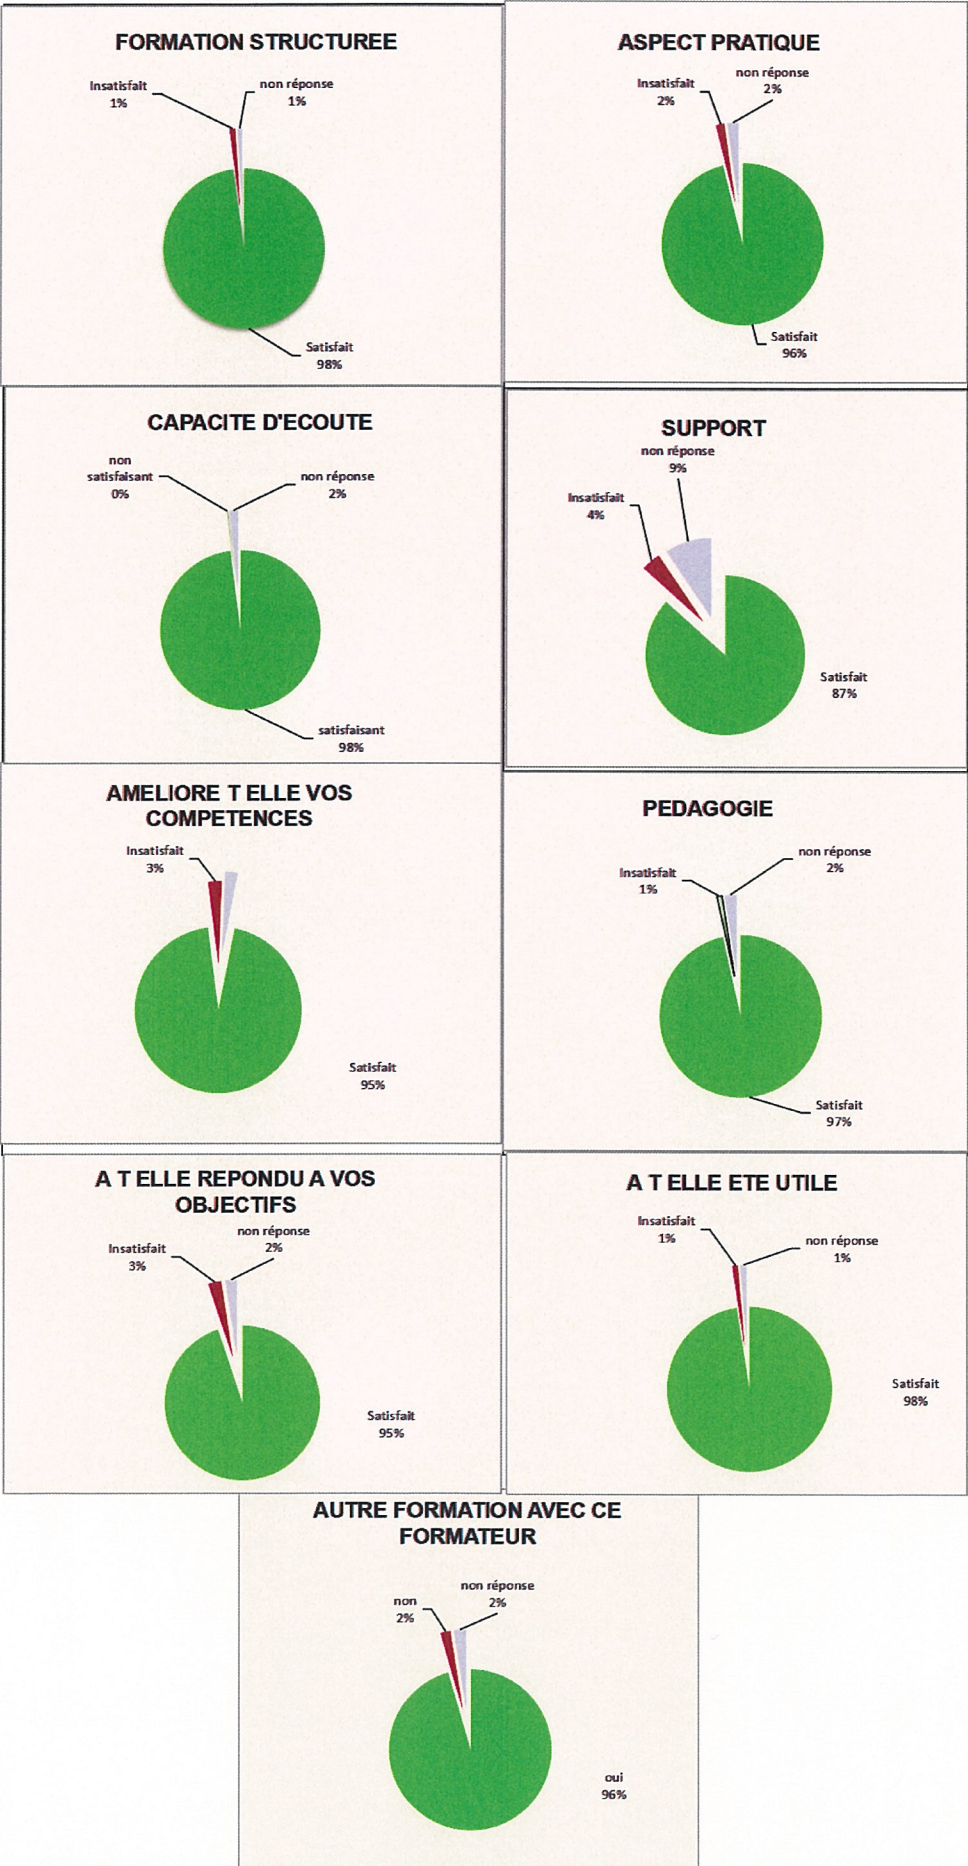 FORMATION STRUCTUREE
Insatisfait
1%
non réponse
1%
Satisfait
98%
ASPECT PRATIQUE
Insatisfait
2%
non réponse
2%
Satisfait
96%
CAPACITE D'ECOUTE
non
satisfaisant
0%
non réponse
2%
satisfaisant
98%
SUPPORT
non réponse
9%
Insatisfait
4%
Satisfait
87%
AMELIORE T ELLE VOS
COMPETENCES
Insatisfait
3%
Satisfait
95%
PEDAGOGIE
Insatisfait
1%
non réponse
2%
Satisfait
97%
A T ELLE REPONDU A VOS
OBJECTIFS
Insatisfait
3%
non réponse
2%
Satisfait
95%
A T ELLE ETE UTILE
Insatisfait
1%
non réponse
1%
Satisfait
98%
AUTRE FORMATION AVEC CE
FORMATEUR
non
2%
non réponse
2%
oui
96%